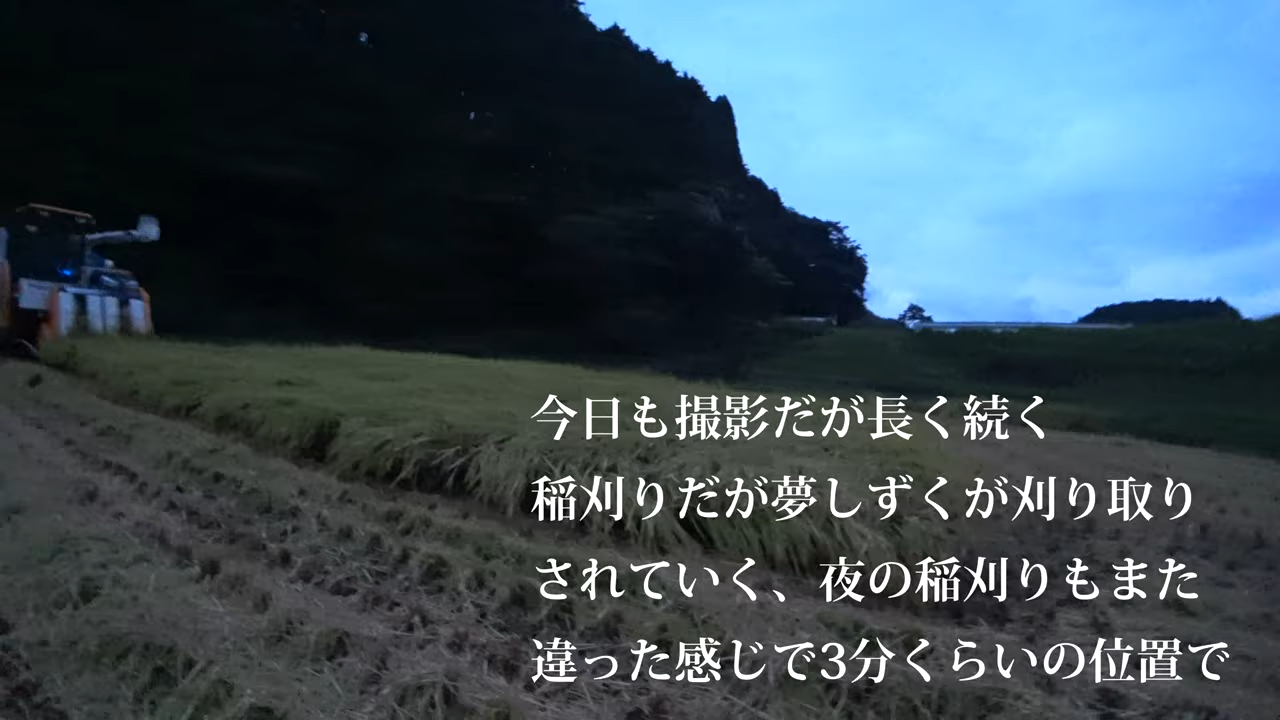 今日も撮影だが長く続く
稲刈りだが夢しずくが刈り取り
されていく、夜の稲刈りもまた
違った感じで3分くらいの位置で